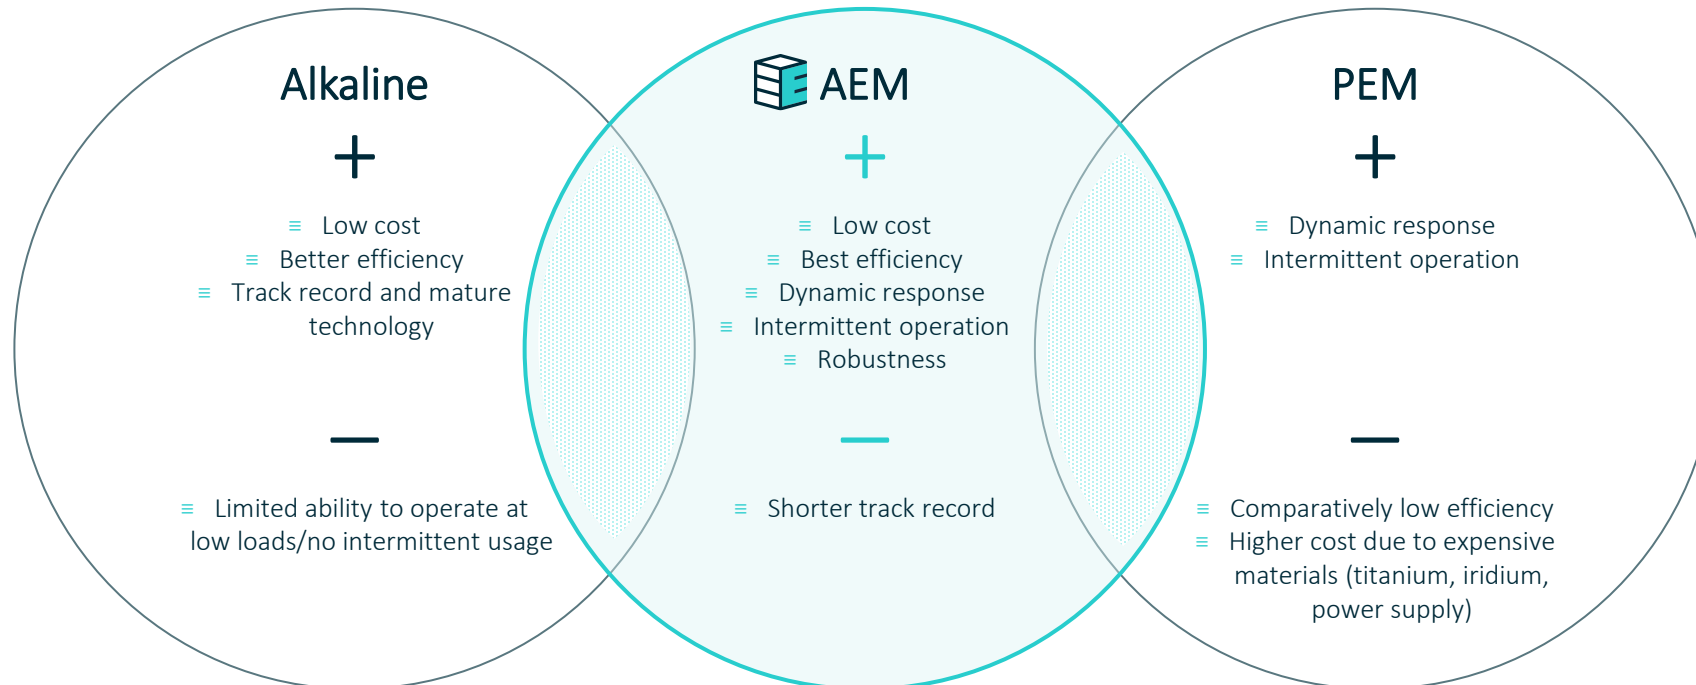 Alkaline
+
≡ Low cost
≡ Better efficiency
≡ Track record and mature
technology
—
≡ Limited ability to operate at
low loads/no intermittent usage
AEM
+
≡ Low cost
≡ Best efficiency
≡ Dynamic response
≡ Intermittent operation
≡ Robustness
—
≡ Shorter track record
PEM
+
≡ Dynamic response
≡ Intermittent operation
—
≡ Comparatively low efficiency
≡ Higher cost due to expensive
materials (titanium, iridium,
power supply)